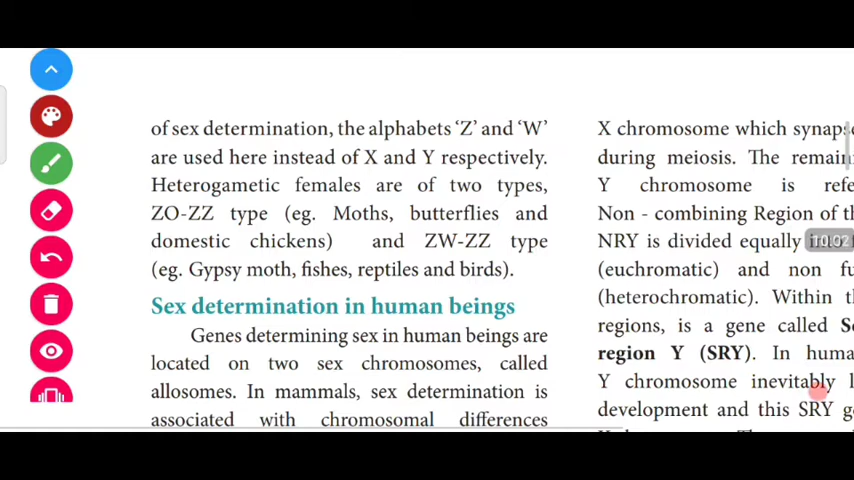 of sex determination, the alphabets ‘Z’ and ‘W’
are used here instead of X and Y respectively.
Heterogametic females are of two types,
ZO-ZZ type (eg. Moths, butterflies and
domestic chickens) and ZW-ZZ type
(eg. Gypsy moth, fishes, reptiles and birds).
Sex determination in human beings
Genes determining sex in human beings are
located on two sex chromosomes, called
allosomes. In mammals, sex determination is
associated with chromosomal differences
X chromosome which
during meiosis. The
Y chromosome is
Non - combining Region of
NRY is divided equally
10:02
(euchromatic) and non
(heterochromatic). Within
regions, is a gene called
region Y (SRY). In
Y chromosome inevitably
development and this SRY